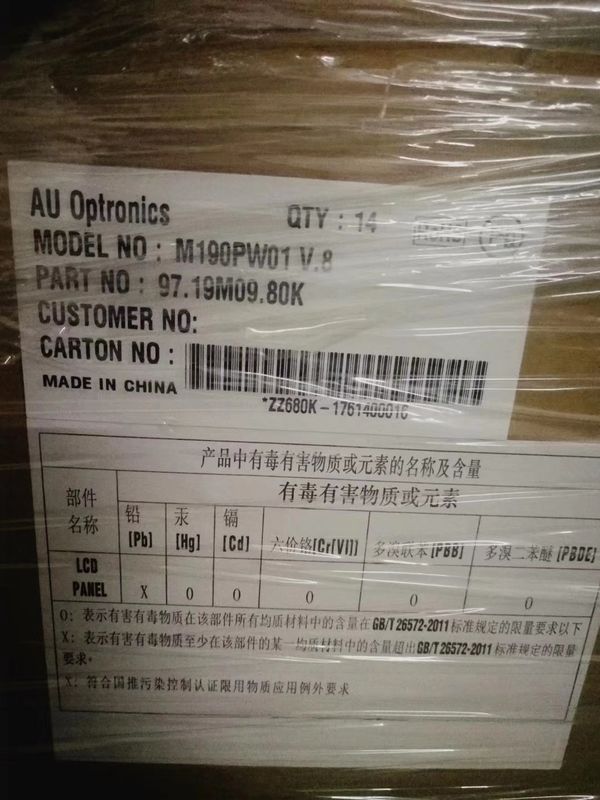 AU Optronics QTY : 14 RoHS Pb
MODEL NO : M190PW01 V.8
PART NO : 97.19M09.80K
CUSTOMER NO:
CARTON NO :
MADE IN CHINA
*ZZ680K-1761400016
产品中有毒有害物质或元素的名称及含量
部件名称 有毒有害物质或元素
铅[Pb] 汞[Hg] 镉[Cd] 六价铬[Cr[VI]] 多溴联苯[PBB] 多溴二苯醚[PBDE]
LCD PANEL X O O O O O
O: 表示有害有毒物质在该部件所有均质材料中的含量在GB/T 26572-2011标准规定的限量要求以下
X: 表示有害有毒物质至少在该部件的某一均质材料中的含量超出GB/T 26572-2011标准规定的限量
要求。
X: 符合国推污染控制认证限用物质应用例外要求